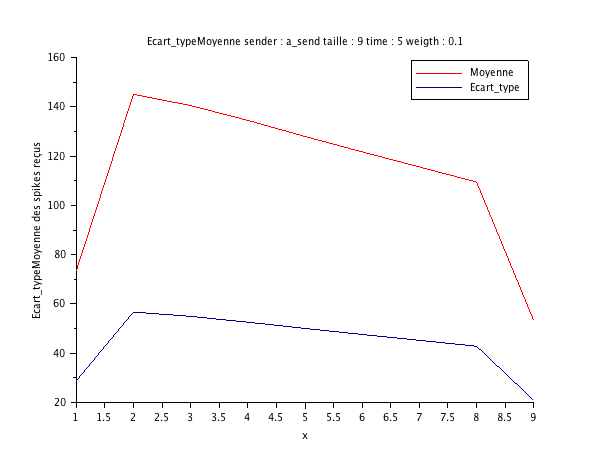 Ecart_typeMoyenne sender : a_send taille : 9 time : 5 weigth : 0.1
160
140
120
100
80
60
40
20
Ecart_typeMoyenne des spikes reçus
Moyenne
Ecart_type
1 1.5 2 2.5 3 3.5 4 4.5 5 5.5 6 6.5 7 7.5 8 8.5 9
x